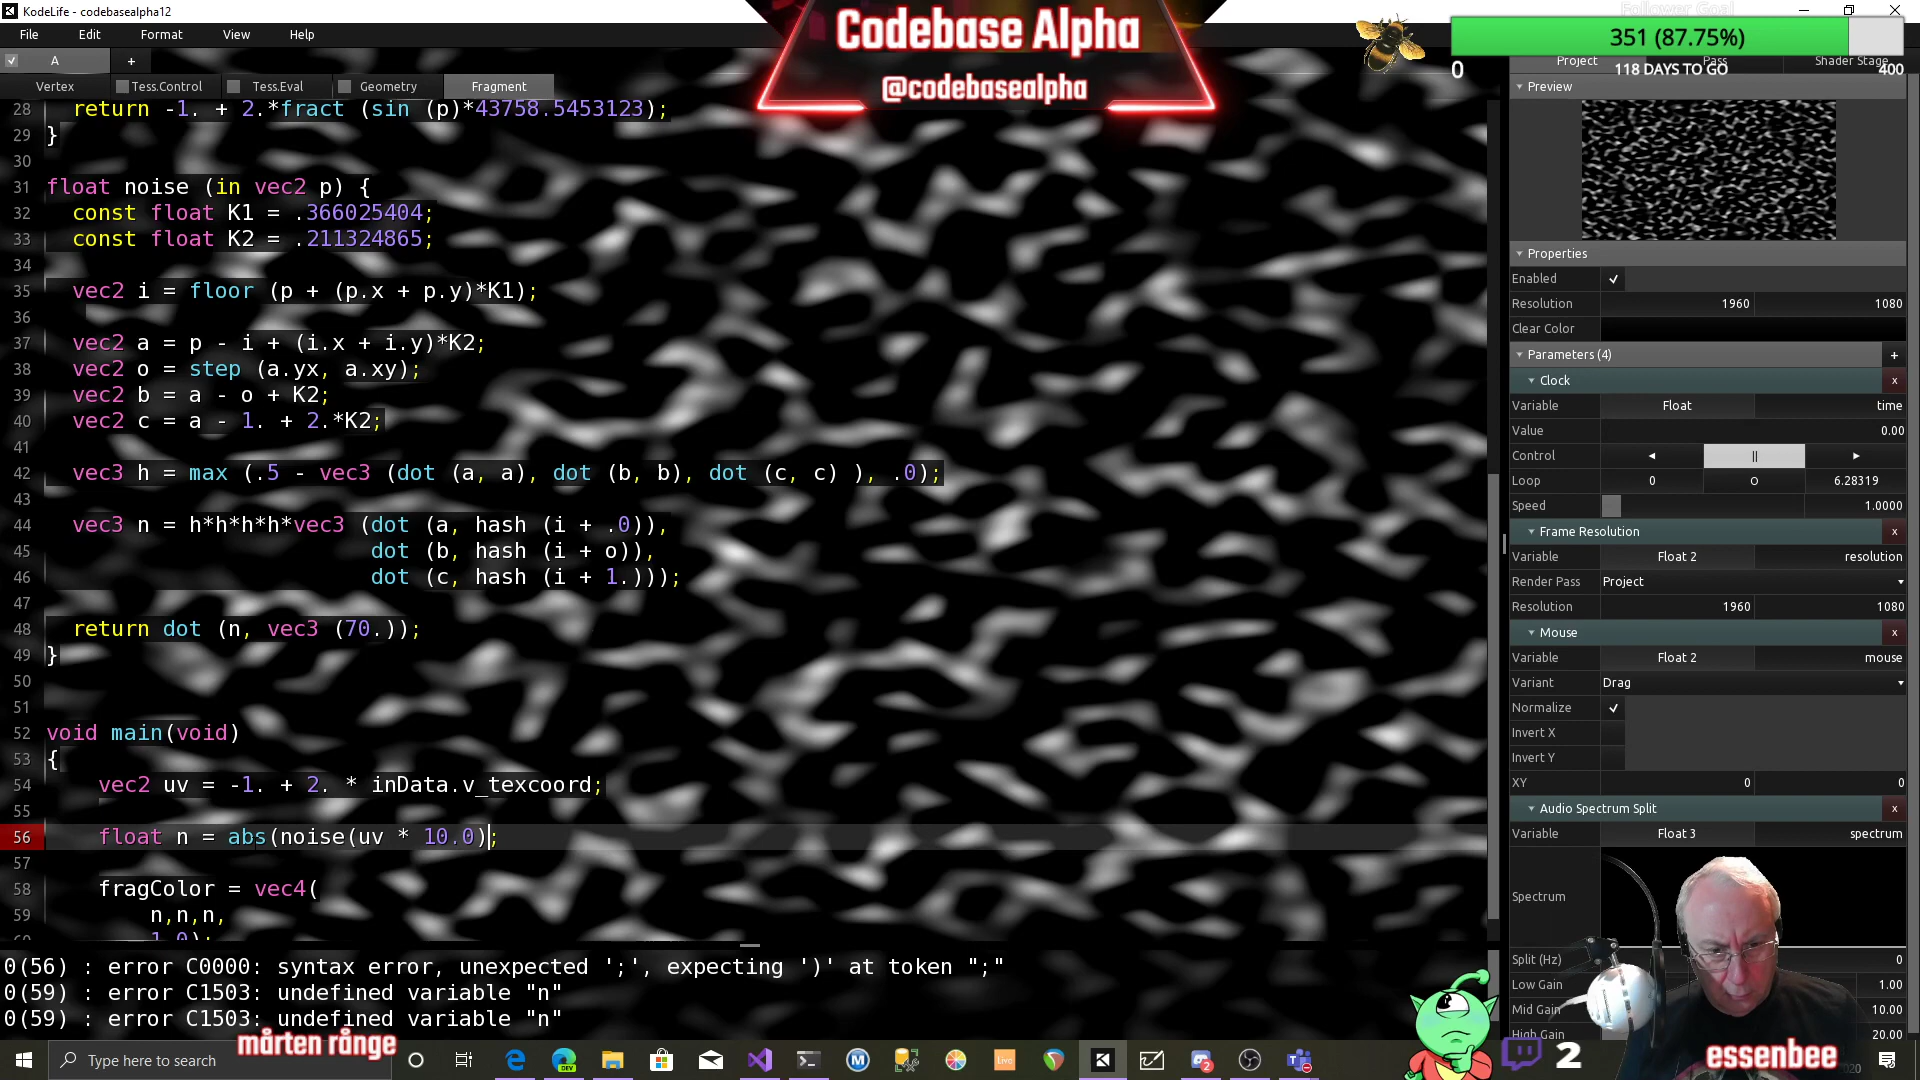 KodeLife - codebasealpha12
File Edit Format View Help
A +
Vertex Tess.Control Tess.Eval Geometry Fragment
Codebase Alpha
@codebasealpha
Follower Goal
351 (87.75%)
0 118 DAYS TO GO 400
Project Pass Shader Stage
28 return -1. + 2.*fract (sin (p)*43758.5453123);
29 }
30
31 float noise (in vec2 p) {
32 const float K1 = .366025404;
33 const float K2 = .211324865;
34
35 vec2 i = floor (p + (p.x + p.y)*K1);
36
37 vec2 a = p - i + (i.x + i.y)*K2;
38 vec2 o = step (a.yx, a.xy);
39 vec2 b = a - o + K2;
40 vec2 c = a - 1. + 2.*K2;
41
42 vec3 h = max (.5 - vec3 (dot (a, a), dot (b, b), dot (c, c) ), .0);
43
44 vec3 n = h*h*h*h*vec3 (dot (a, hash (i + .0)),
45 dot (b, hash (i + o)),
46 dot (c, hash (i + 1.)));
47
48 return dot (n, vec3 (70.));
49 }
50
51
52 void main(void)
53 {
54 vec2 uv = -1. + 2. * inData.v_texcoord;
55
56 float n = abs(noise(uv * 10.0);
57
58 fragColor = vec4(
59 n,n,n,
60 1.0);
0(56) : error C0000: syntax error, unexpected ';', expecting ')' at token ";"
0(59) : error C1503: undefined variable "n"
0(59) : error C1503: undefined variable "n"
Preview
Properties
Enabled
Resolution 1960 1080
Clear Color
Parameters (4) +
Clock x
Variable Float time
Value 0.00
Control
Loop 0 O 6.28319
Speed 1.0000
Frame Resolution x
Variable Float 2 resolution
Render Pass Project
Resolution 1960 1080
Mouse x
Variable Float 2 mouse
Variant Drag
Normalize
Invert X
Invert Y
XY 0 0
Audio Spectrum Split x
Variable Float 3 spectrum
Spectrum
Split (Hz) 0
Low Gain 1.00
Mid Gain 10.00
High Gain 20.00
mårten rånge
essenbee
2
Type here to search